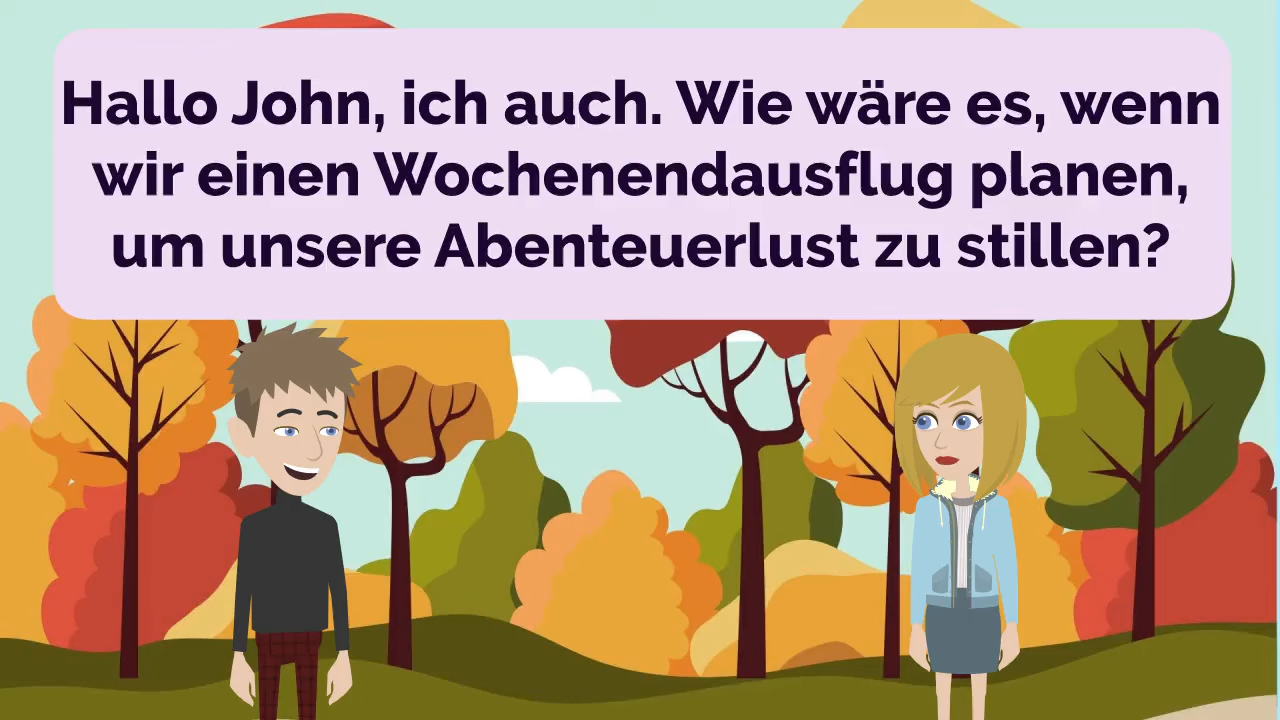 Hallo John, ich auch. Wie wäre es, wenn
wir einen Wochenendausflug planen,
um unsere Abenteuerlust zu stillen?